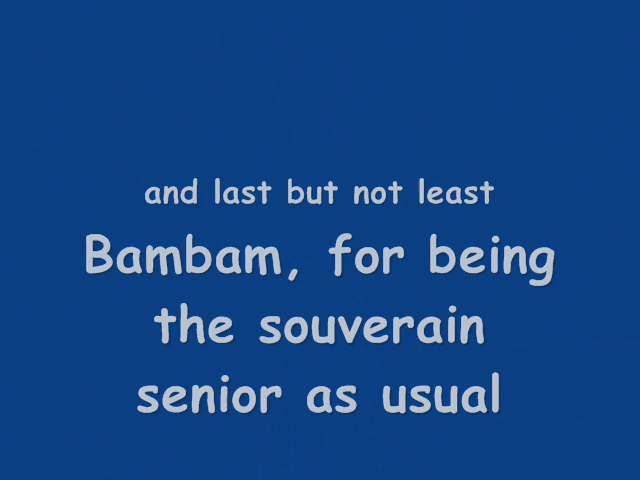 and last but not least
Bambam, for being
the souverain
senior as usual